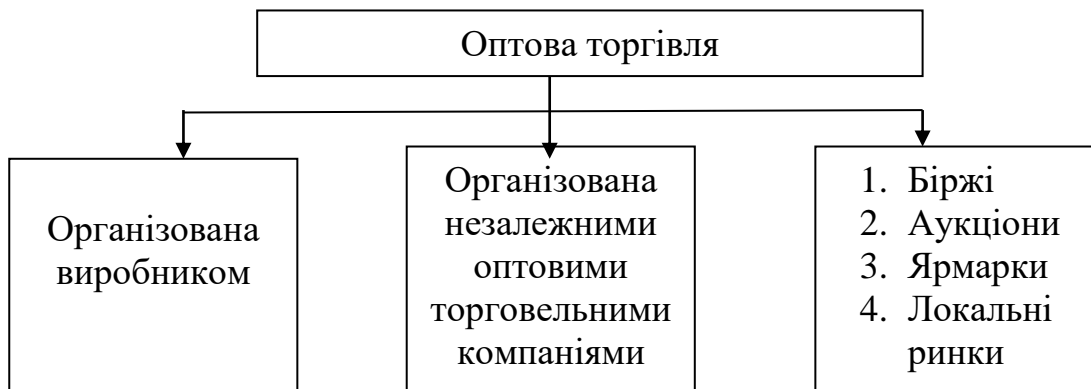 Оптова торгівля
Організована
виробником
Організована
незалежними
оптовими
торговельними
компаніями
1. Біржі
2. Аукціони
3. Ярмарки
4. Локальні
ринки